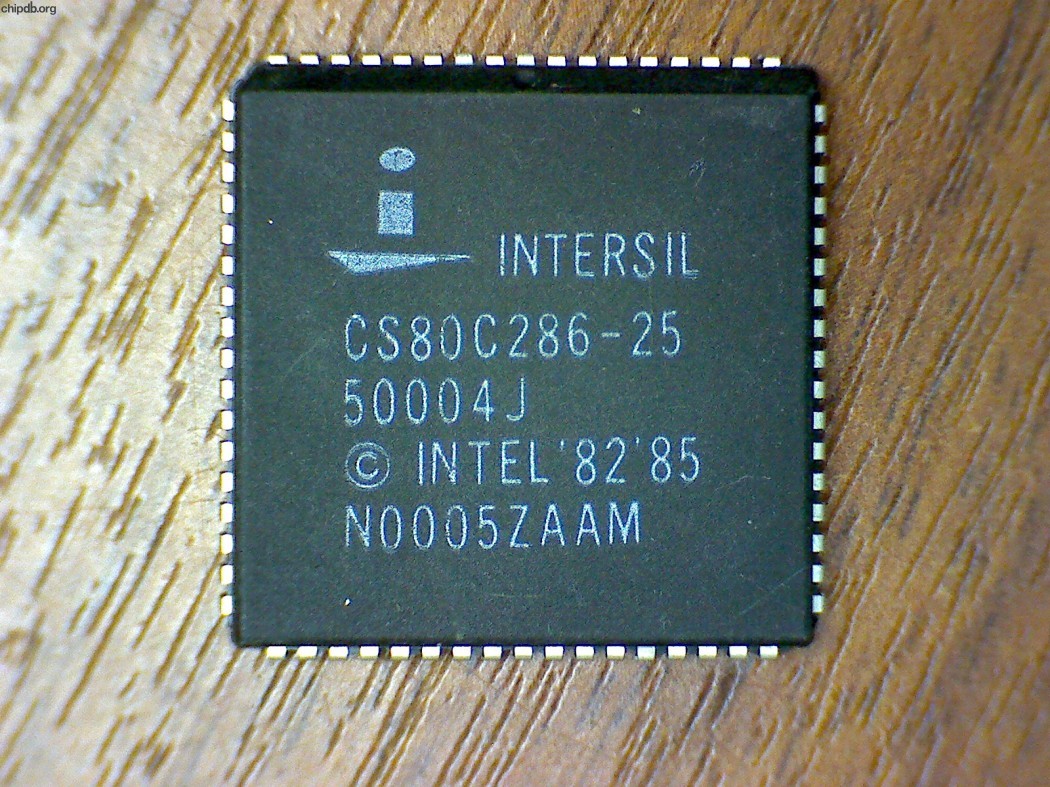 chipdb.org
INTERSIL
CS80C286-25
50004J
© INTEL '82'85
N0005ZAAM